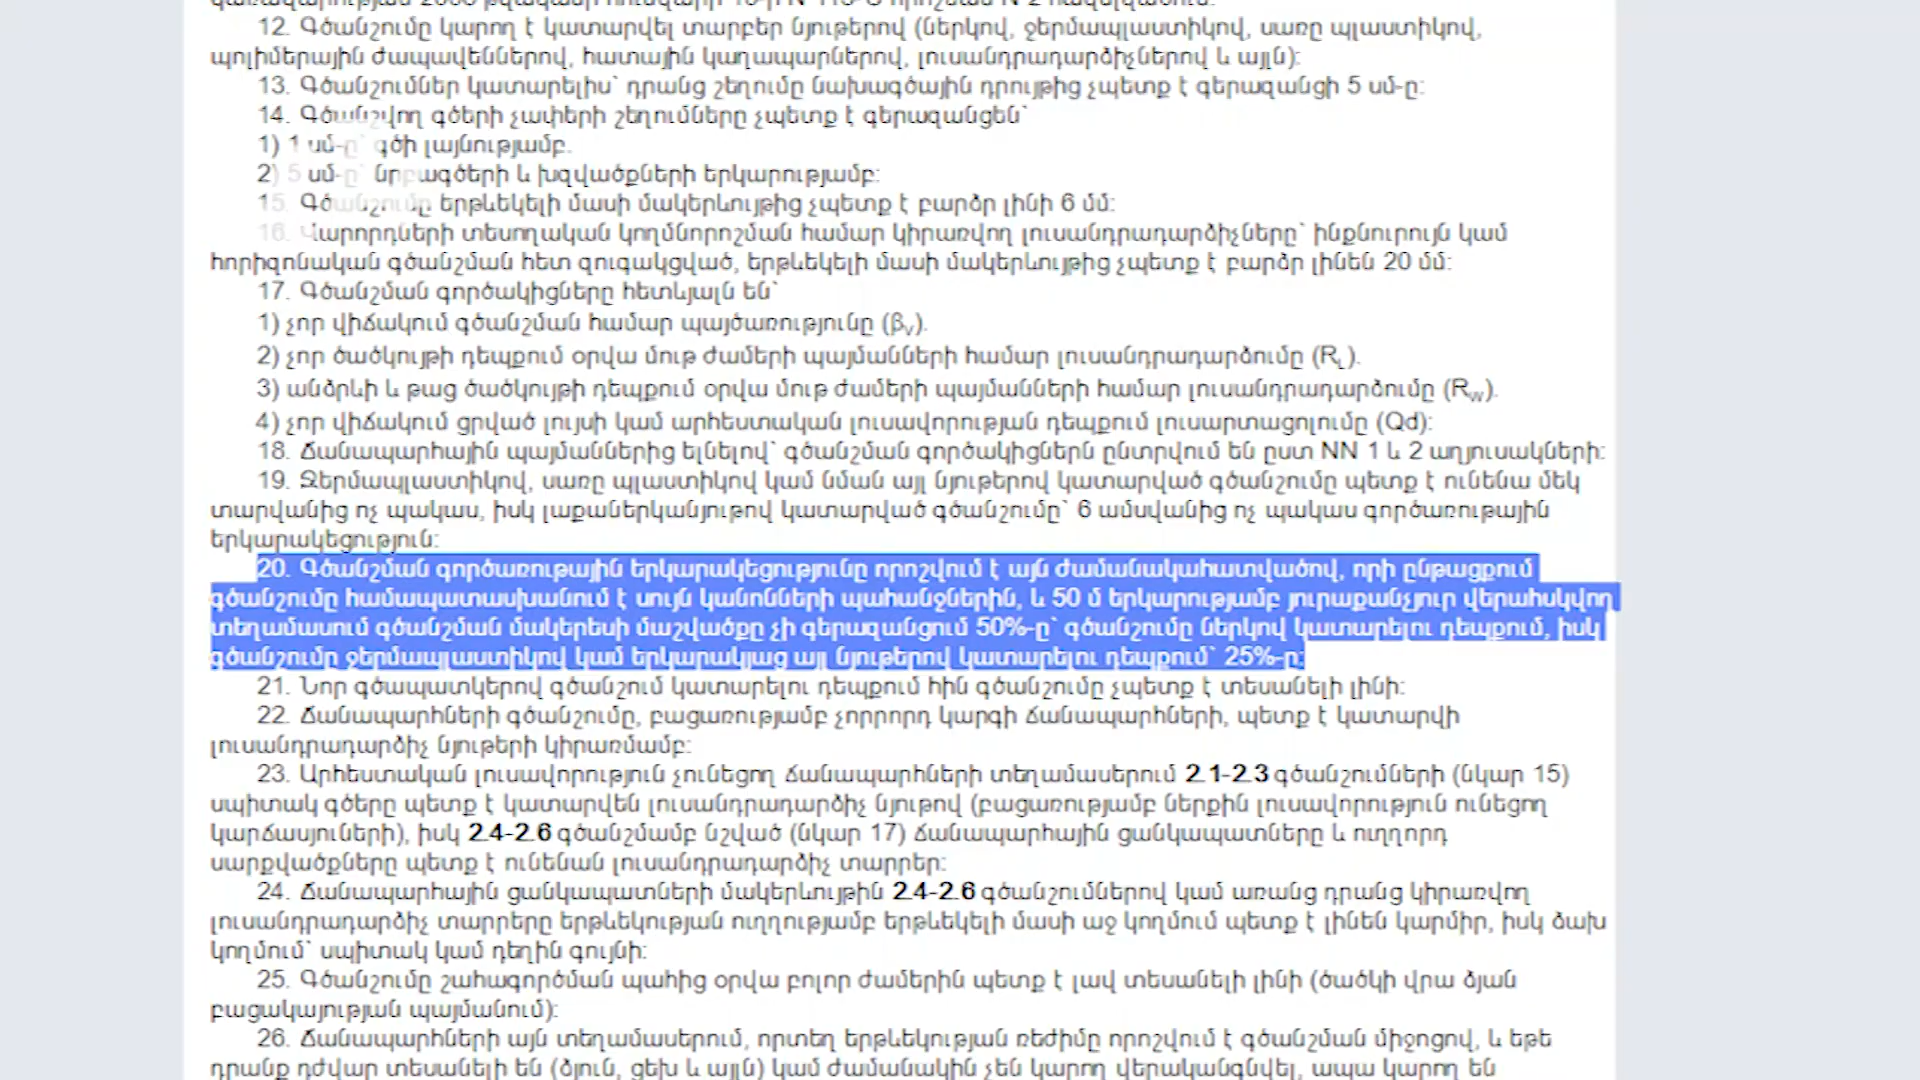 12. Գծանշումը կարող է կատարվել տարբեր նյութերով (ներկով, ջերմապլաստիկով, սառը պլաստիկով,
պոլիմերային ժապավեններով, հատային կաղապարներով, լուսանդրադարձիչներով և այլն):
13. Գծանշումներ կատարելիս` դրանց շեղումը նախագծային դրույթից չպետք է գերազանցի 5 սմ-ը:
14. Գծանշվող գծերի չափերի շեղումները չպետք է գերազանցեն`
1) 1 սմ-ը` գծի լայնությամբ.
2) 5 սմ-ը` նրբագծերի և խզվածքների երկարությամբ:
15. Գծանշումը երթևեկելի մասի մակերևույթից չպետք է բարձր լինի 6 մմ:
16. Վարորդների տեսողական կողմնորոշման համար կիրառվող լուսանդրադարձիչները` ինքնուրույն կամ
հորիզոնական գծանշման հետ զուգակցված, երթևեկելի մասի մակերևույթից չպետք է բարձր լինեն 20 մմ:
17. Գծանշման գործակիցները հետևյալն են`
1) չոր վիճակում գծանշման համար պայծառությունը (βv).
2) չոր ծածկույթի դեպքում օրվա մութ ժամերի պայմանների համար լուսանդրադարձումը (RL).
3) անձրևի և թաց ծածկույթի դեպքում օրվա մութ ժամերի պայմանների համար լուսանդրադարձումը (Rw).
4) չոր վիճակում ցրված լույսի կամ արհեստական լուսավորության դեպքում լուսարտացոլումը (Qd):
18. Ճանապարհային պայմաններից ելնելով` գծանշման գործակիցներն ընտրվում են ըստ NN 1 և 2 աղյուսակների:
19. Ջերմապլաստիկով, սառը պլաստիկով կամ նման այլ նյութերով կատարված գծանշումը պետք է ունենա մեկ
տարվանից ոչ պակաս, իսկ լաքաներկանյութով կատարված գծանշումը` 6 ամսվանից ոչ պակաս գործառութային
երկարակեցություն:
20. Գծանշման գործառութային երկարակեցությունը որոշվում է այն ժամանակահատվածով, որի ընթացքում
գծանշումը համապատասխանում է սույն կանոնների պահանջներին, և 50 մ երկարությամբ յուրաքանչյուր վերահսկվող
տեղամասում գծանշման մակերեսի մաշվածքը չի գերազանցում 50%-ը` գծանշումը ներկով կատարելու դեպքում, իսկ
գծանշումը ջերմապլաստիկով կամ երկարակյաց այլ նյութերով կատարելու դեպքում` 25%-ը:
21. Նոր գծապատկերով գծանշում կատարելու դեպքում հին գծանշումը չպետք է տեսանելի լինի:
22. Ճանապարհների գծանշումը, բացառությամբ չորրորդ կարգի ճանապարհների, պետք է կատարվի
լուսանդրադարձիչ նյութերի կիրառմամբ:
23. Արհեստական լուսավորություն չունեցող ճանապարհների տեղամասերում 2.1-2.3 գծանշումների (նկար 15)
սպիտակ գծերը պետք է կատարվեն լուսանդրադարձիչ նյութով (բացառությամբ ներքին լուսավորություն ունեցող
կարճասյուների), իսկ 2.4-2.6 գծանշմամբ նշված (նկար 17) ճանապարհային ցանկապատները և ուղղորդ
սարքվածքները պետք է ունենան լուսանդրադարձիչ տարրեր:
24. Ճանապարհային ցանկապատների մակերևույթին 2.4-2.6 գծանշումներով կամ առանց դրանց կիրառվող
լուսանդրադարձիչ տարրերը երթևեկության ուղղությամբ երթևեկելի մասի աջ կողմում պետք է լինեն կարմիր, իսկ ձախ
կողմում` սպիտակ կամ դեղին գույնի:
25. Գծանշումը շահագործման պահից օրվա բոլոր ժամերին պետք է լավ տեսանելի լինի (ծածկի վրա ձյան
բացակայության պայմանում):
26. Ճանապարհների այն տեղամասերում, որտեղ երթևեկության ռեժիմը որոշվում է գծանշման միջոցով, և եթե
դրանք դժվար տեսանելի են (ձյուն, ցեխ և այլն) կամ ժամանակին չեն կարող վերականգնվել, ապա կարող են